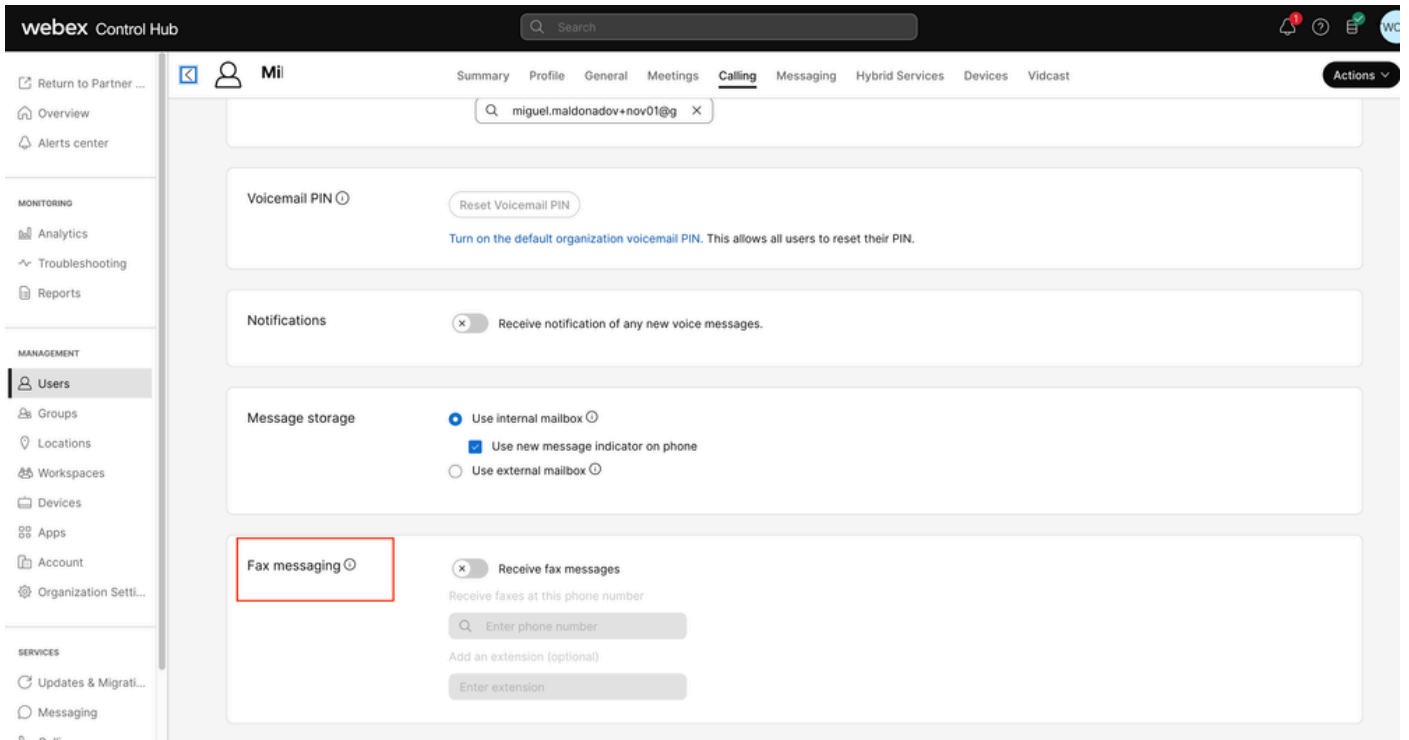 webex Control Hub
Search
1
WC
Return to Partner ...
Overview
Alerts center
MONITORING
Analytics
Troubleshooting
Reports
MANAGEMENT
Users
Groups
Locations
Workspaces
Devices
Apps
Account
Organization Setti...
SERVICES
Updates & Migrati...
Messaging
Summary Profile General Meetings Calling Messaging Hybrid Services Devices Vidcast
Actions
miguel.maldonadov+nov01@g
Voicemail PIN
Reset Voicemail PIN
Turn on the default organization voicemail PIN. This allows all users to reset their PIN.
Notifications
Receive notification of any new voice messages.
Message storage
Use internal mailbox
Use new message indicator on phone
Use external mailbox
Fax messaging
Receive fax messages
Receive faxes at this phone number
Enter phone number
Add an extension (optional)
Enter extension